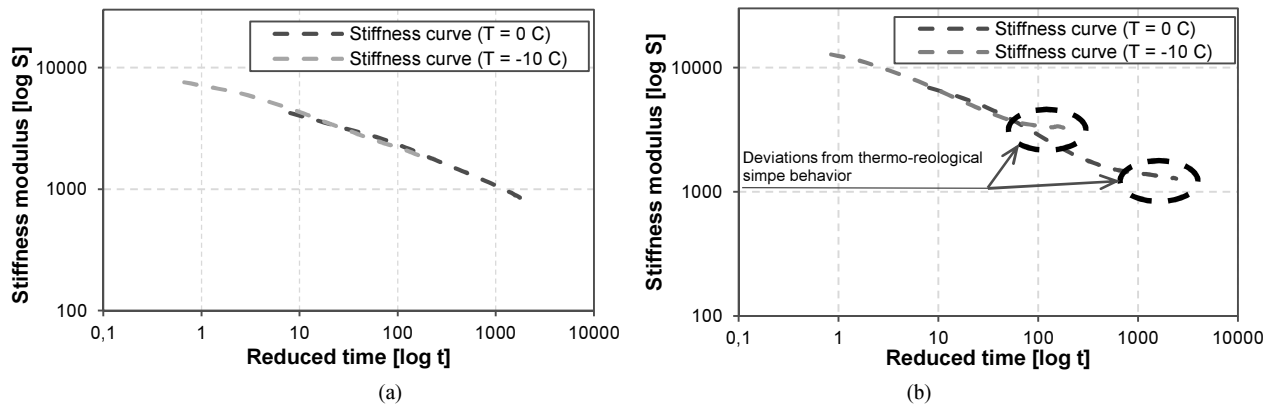 Stiffness modulus [log S]
10000
1000
100
Stiffness curve (T = 0 C)
Stiffness curve (T = -10 C)
0,1 1 10 100 1000 10000
Reduced time [log t]
(a)
Stiffness modulus [log S]
10000
1000
100
Stiffness curve (T = 0 C)
Stiffness curve (T = -10 C)
Deviations from thermo-reological
simpe behavior
0,1 1 10 100 1000 10000
Reduced time [log t]
(b)